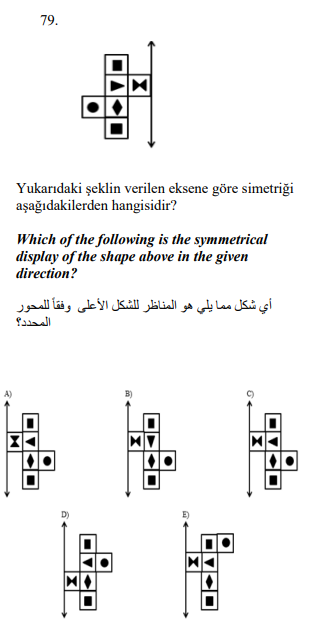 79.
Yukarıdaki şeklin verilen eksene göre simetriği
aşağıdakilerden hangisidir?
Which of the following is the symmetrical
display of the shape above in the given
direction?
أي شكل مما يلي هو المناظر للشكل الأعلى وفقاً للمحور
المحدد؟
A)
B)
C)
D)
E)